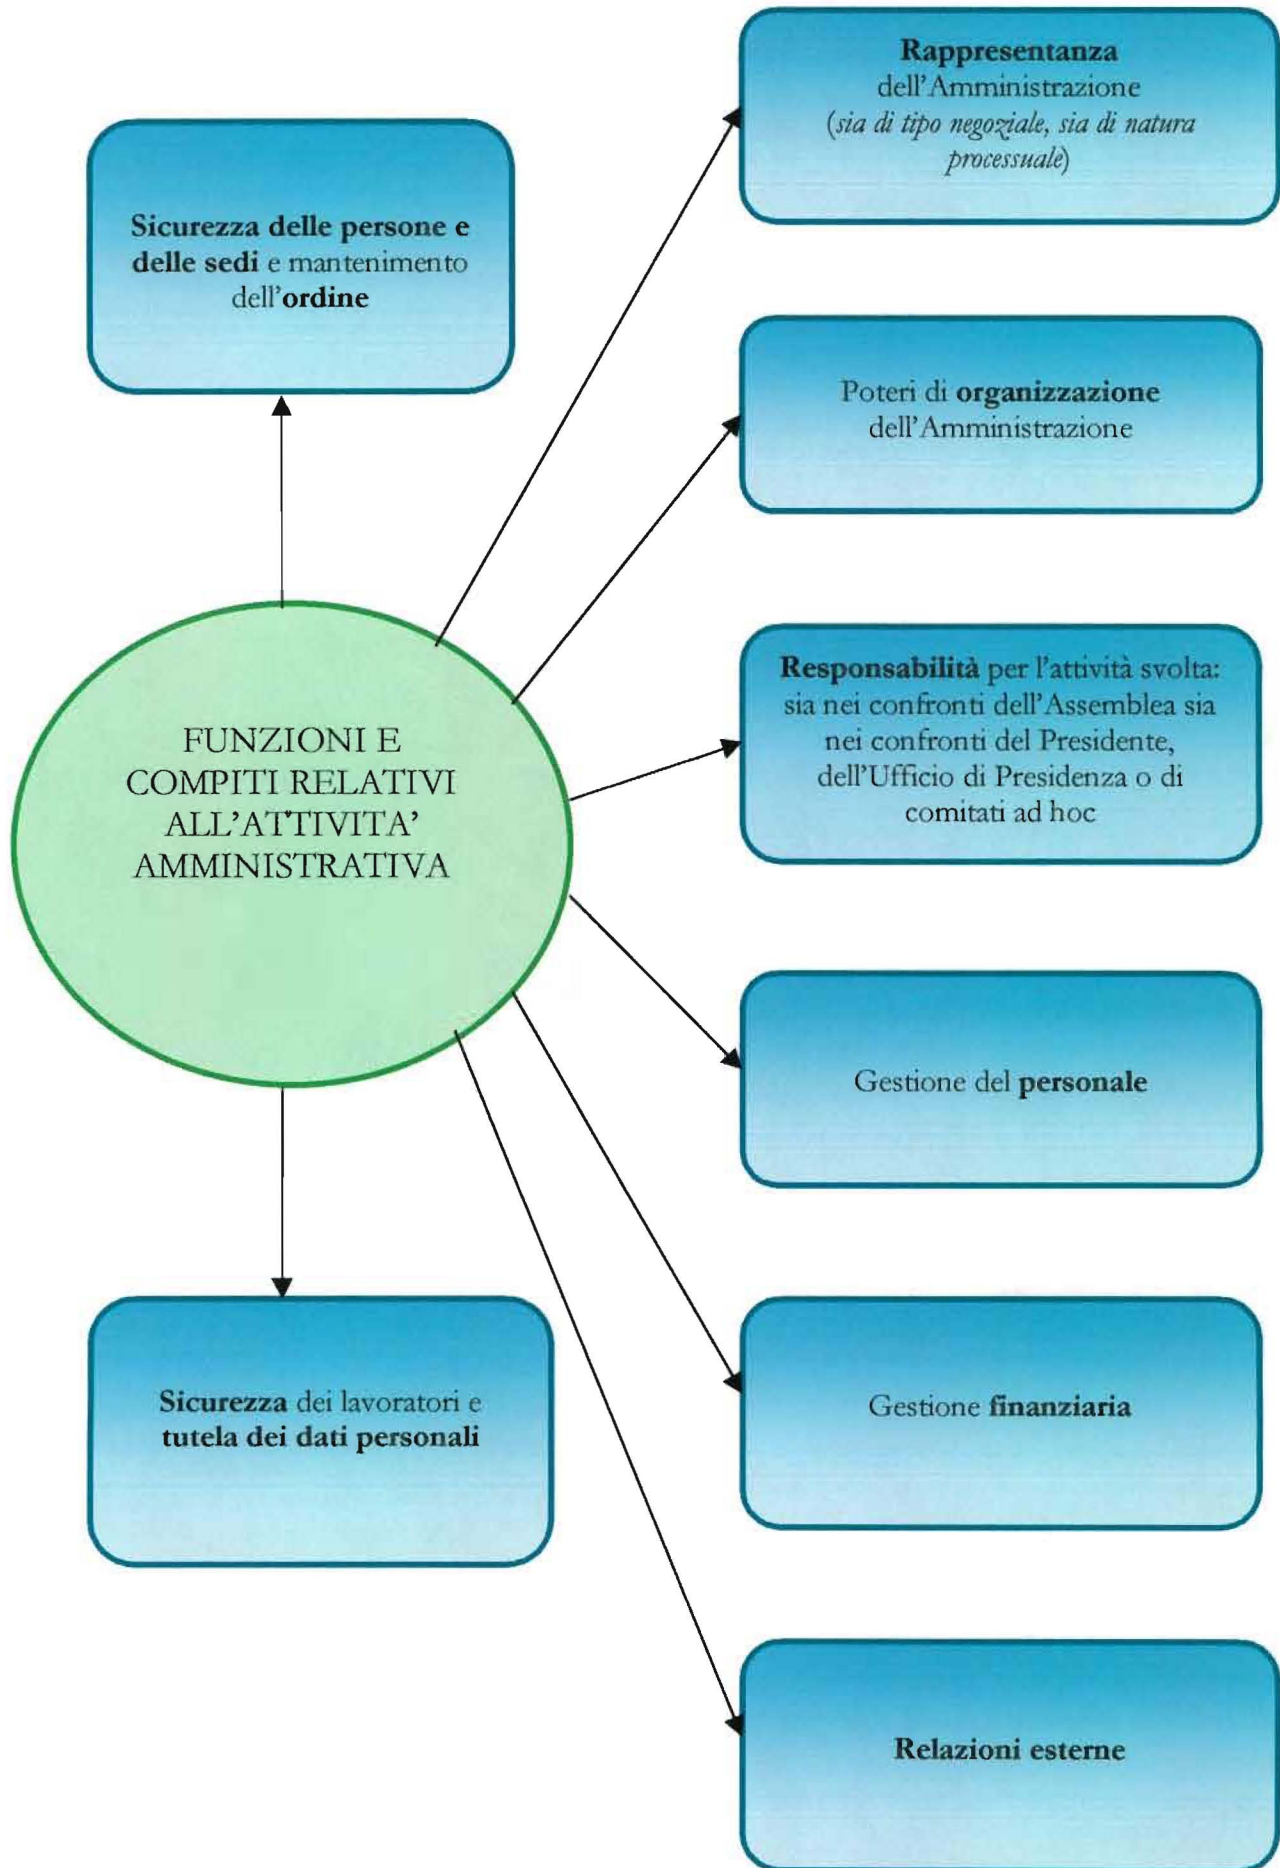 Rappresentanza
dell'Amministrazione
(sia di tipo negoziale, sia di natura
processuale)
Sicurezza delle persone e
delle sedi e mantenimento
dell'ordine
Poteri di organizzazione
dell'Amministrazione
Responsabilità per l'attività svolta:
sia nei confronti dell'Assemblea sia
nei confronti del Presidente,
dell'Ufficio di Presidenza o di
comitati ad hoc
FUNZIONI E
COMPITI RELATIVI
ALL'ATTIVITA'
AMMINISTRATIVA
Gestione del personale
Sicurezza dei lavoratori e
tutela dei dati personali
Gestione finanziaria
Relazioni esterne